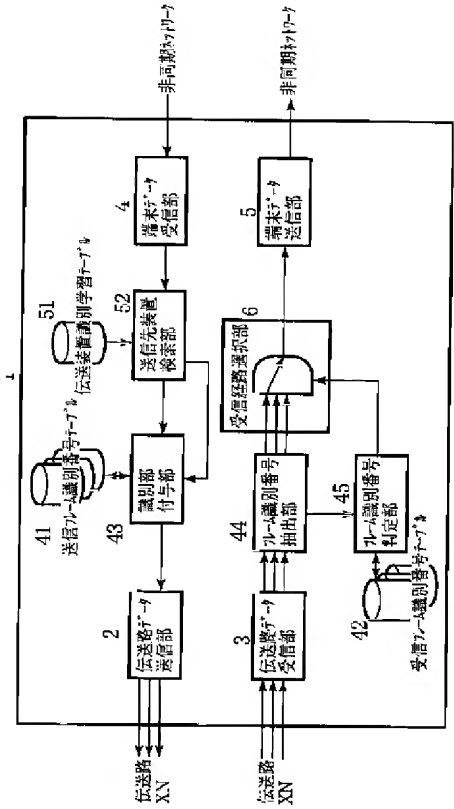 1
51
伝送装置識別学習テーブル
41
送信フレーム識別番号テーブル
非同期ネットワーク
4
端末データ
受信部
52
送信先装置
検索部
43
識別部
付与部
2
伝送路データ
送信部
伝送路
XN
非同期ネットワーク
5
端末データ
送信部
6
受信経路選択部
44
フレーム識別番号
抽出部
3
伝送路データ
受信部
伝送路
XN
45
フレーム識別番号
判定部
42
受信フレーム識別番号テーブル